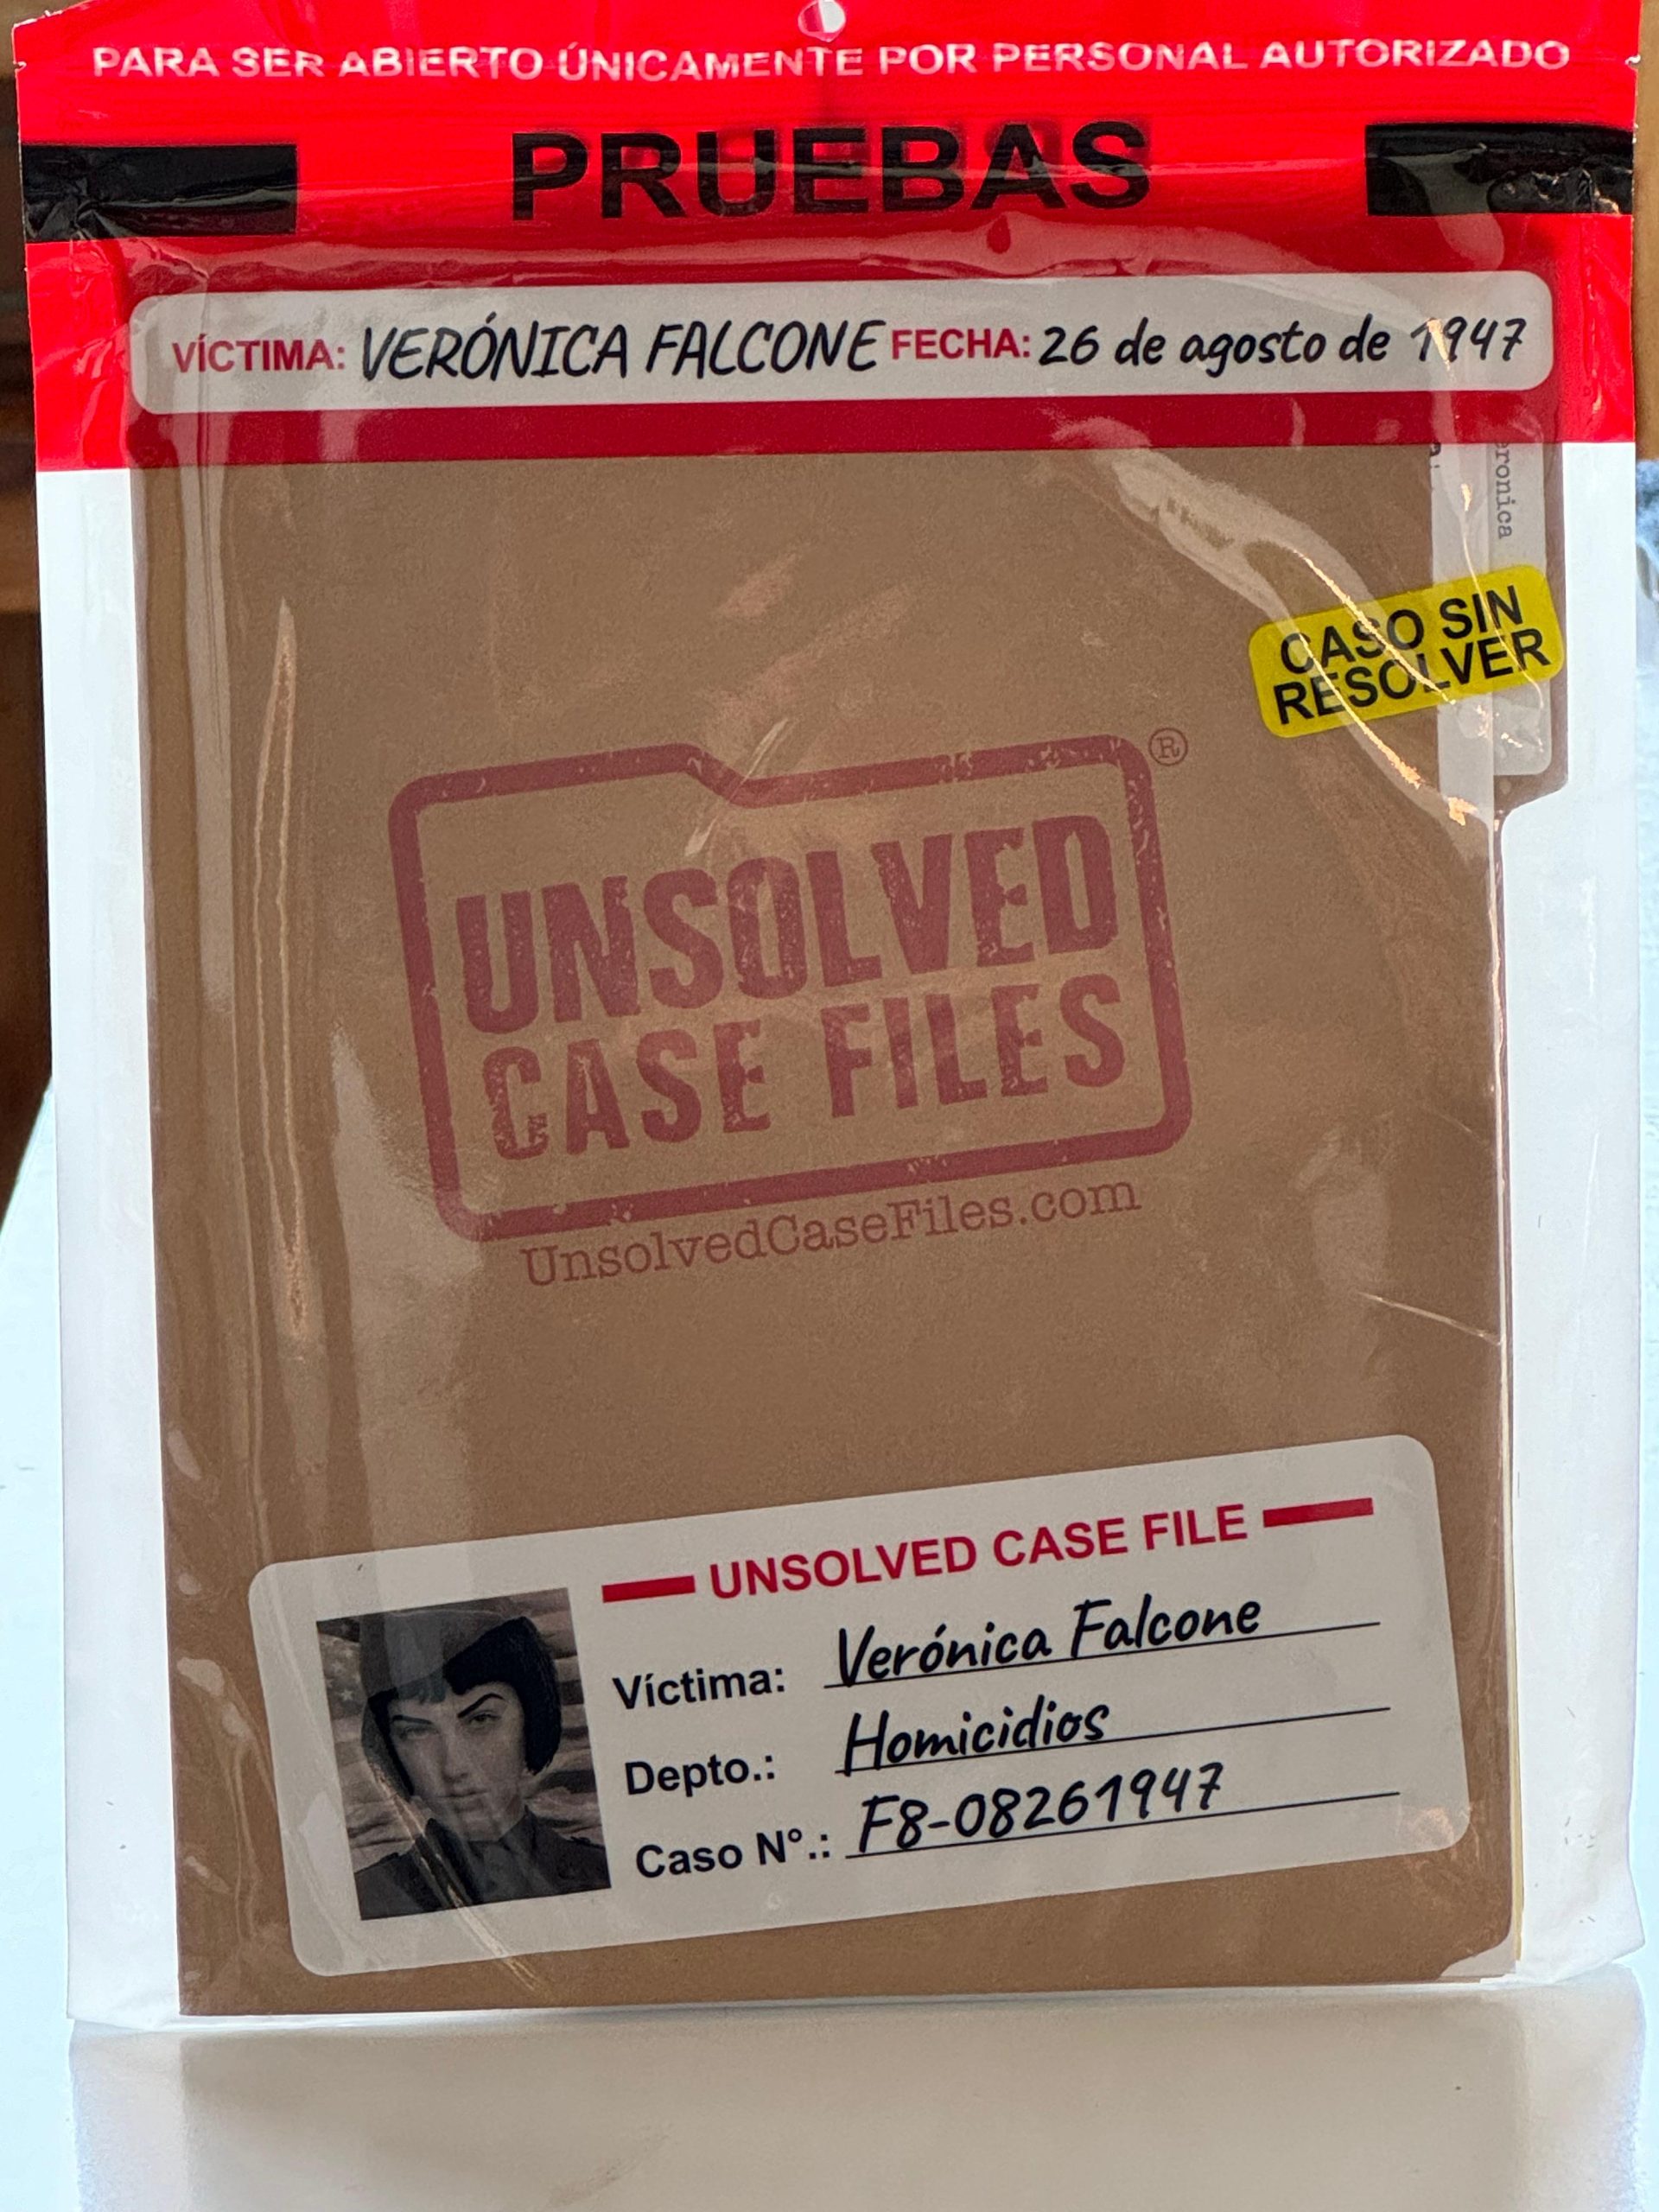 PARA SER ABIERTO ÚNICAMENTE POR PERSONAL AUTORIZADO
PRUEBAS
VÍCTIMA: VERÓNICA FALCONE FECHA: 26 de agosto de 1947
CASO SIN
RESOLVER
UNSOLVED
CASE FILES
®
UnsolvedCaseFiles.com
UNSOLVED CASE FILE
Víctima: Verónica Falcone
Depto.: Homicidios
Caso N°.: F8-08261947